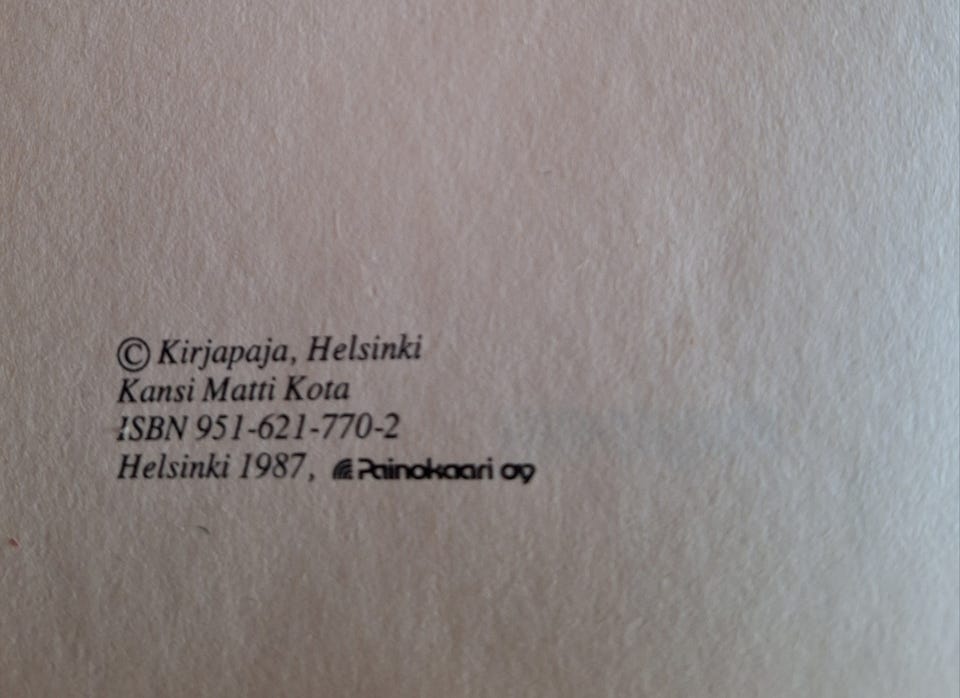 © Kirjapaja, Helsinki
Kansi Matti Kota
ISBN 951-621-770-2
Helsinki 1987, Painokaari oy